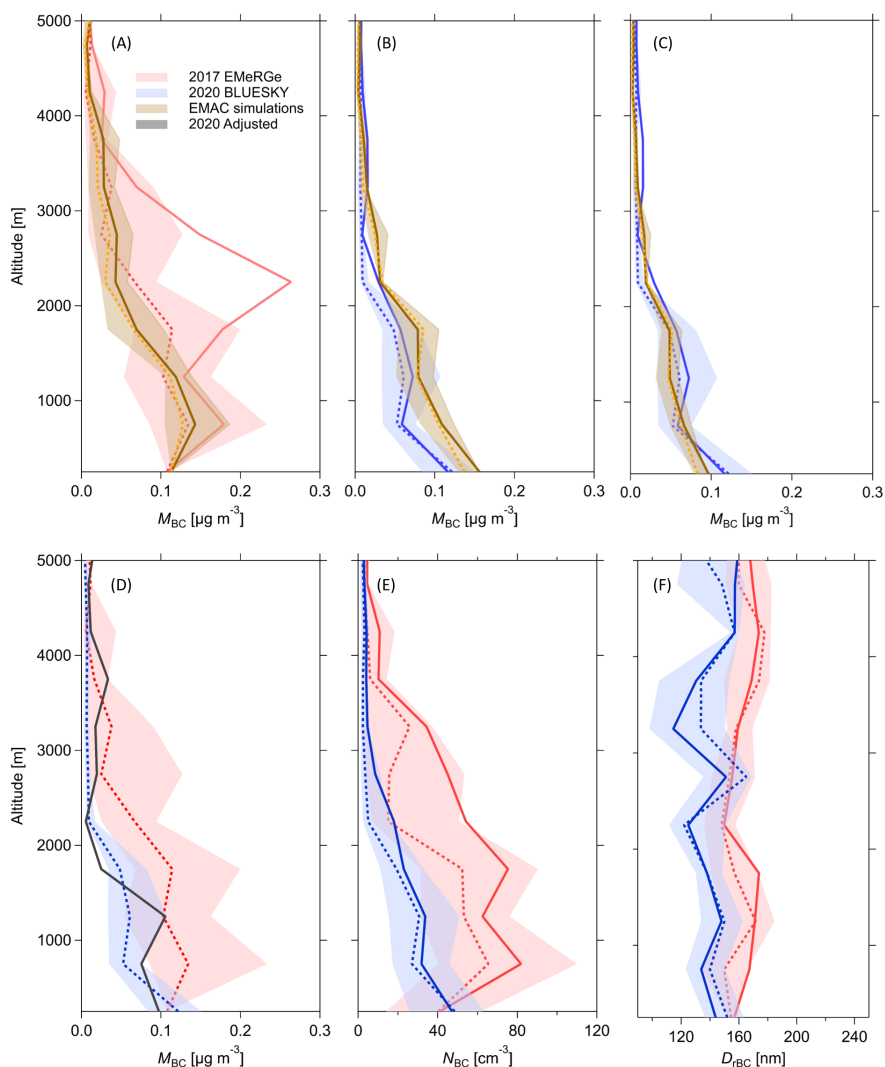 5000
(A)
(B)
(C)
2017 EMeRGe
2020 BLUESKY
EMAC simulations
2020 Adjusted
4000
3000
2000
1000
Altitude [m]
0.0 0.1 0.2 0.3
0.0 0.1 0.2 0.3
0.0 0.1 0.2 0.3
MBC [µg m-3]
MBC [µg m-3]
MBC [µg m-3]
5000
(D)
(E)
(F)
4000
3000
2000
1000
Altitude [m]
0.0 0.1 0.2 0.3
0 40 80 120
120 160 200 240
MBC [µg m-3]
NBC [cm-3]
DrBC [nm]